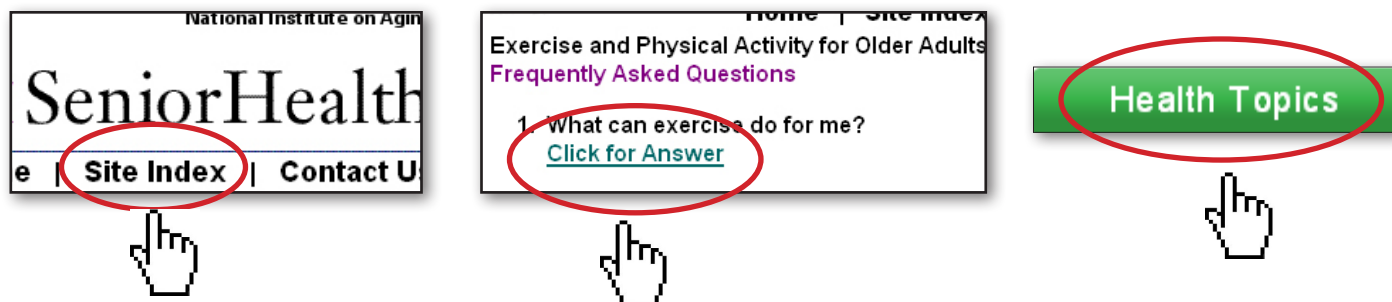 National Institute on Agin
SeniorHealth
e | Site Index | Contact U
Home | Site Index
Exercise and Physical Activity for Older Adults
Frequently Asked Questions
1. What can exercise do for me?
Click for Answer
Health Topics